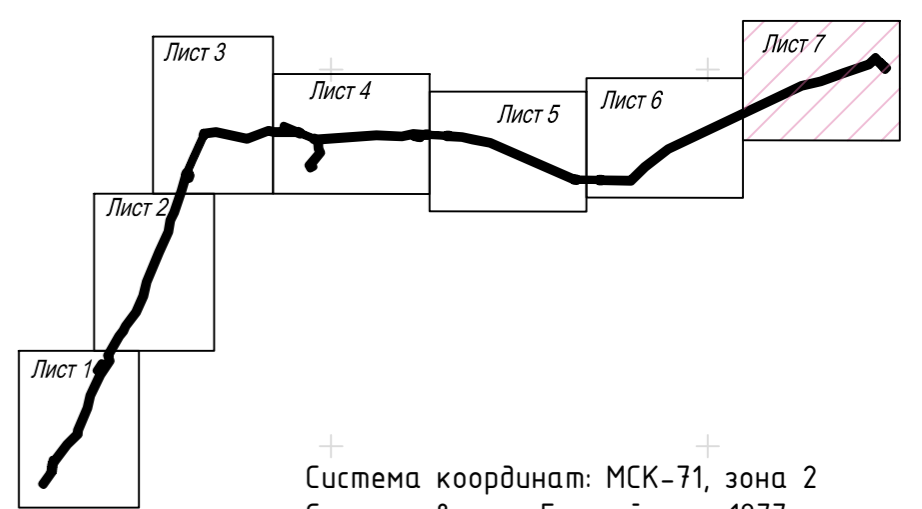 Лист 7
Лист 3
Лист 4
Лист 6
Лист 5
Лист 2
Лист 1
Система координат: МСК-71, зона 2